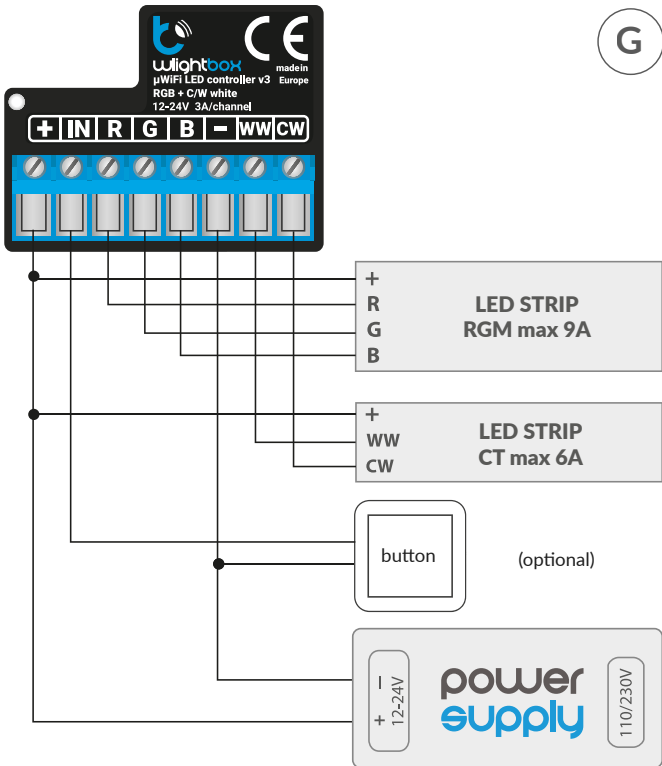 G
wlightbox
CE
made in
Europe
µWiFi LED controller v3
RGB + C/W white
12-24V 3A/channel
+ IN R G B - WW CW
+
R
G
B
LED STRIP
RGM max 9A
+
WW
CW
LED STRIP
CT max 6A
button
(optional)
+ −
12-24V
power
supply
110/230V